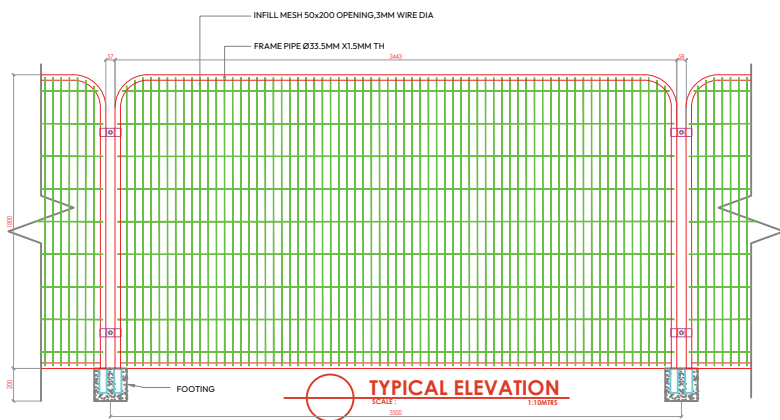 INFILL MESH 50x200 OPENING,3MM WIRE DIA
FRAME PIPE Ø33.5MM X1.5MM TH
57
3443
58
1800
200
FOOTING
TYPICAL ELEVATION
SCALE :
1:10MTRS
3500